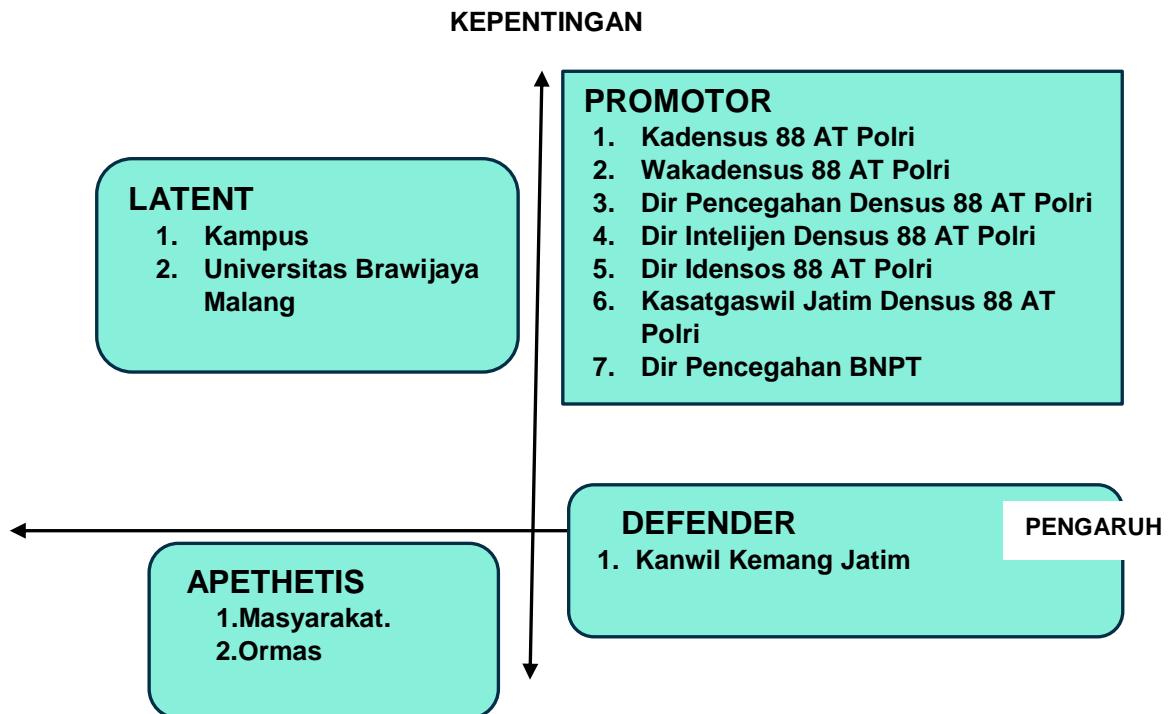 KEPENTINGAN
PROMOTOR
1. Kadensus 88 AT Polri
2. Wakadensus 88 AT Polri
3. Dir Pencegahan Densus 88 AT Polri
4. Dir Intelijen Densus 88 AT Polri
5. Dir Idensos 88 AT Polri
6. Kasatgaswil Jatim Densus 88 AT
Polri
7. Dir Pencegahan BNPT
LATENT
1. Kampus
2. Universitas Brawijaya
Malang
DEFENDER
1. Kanwil Kemang Jatim
PENGARUH
APETHETIS
1.Masyarakat.
2.Ormas